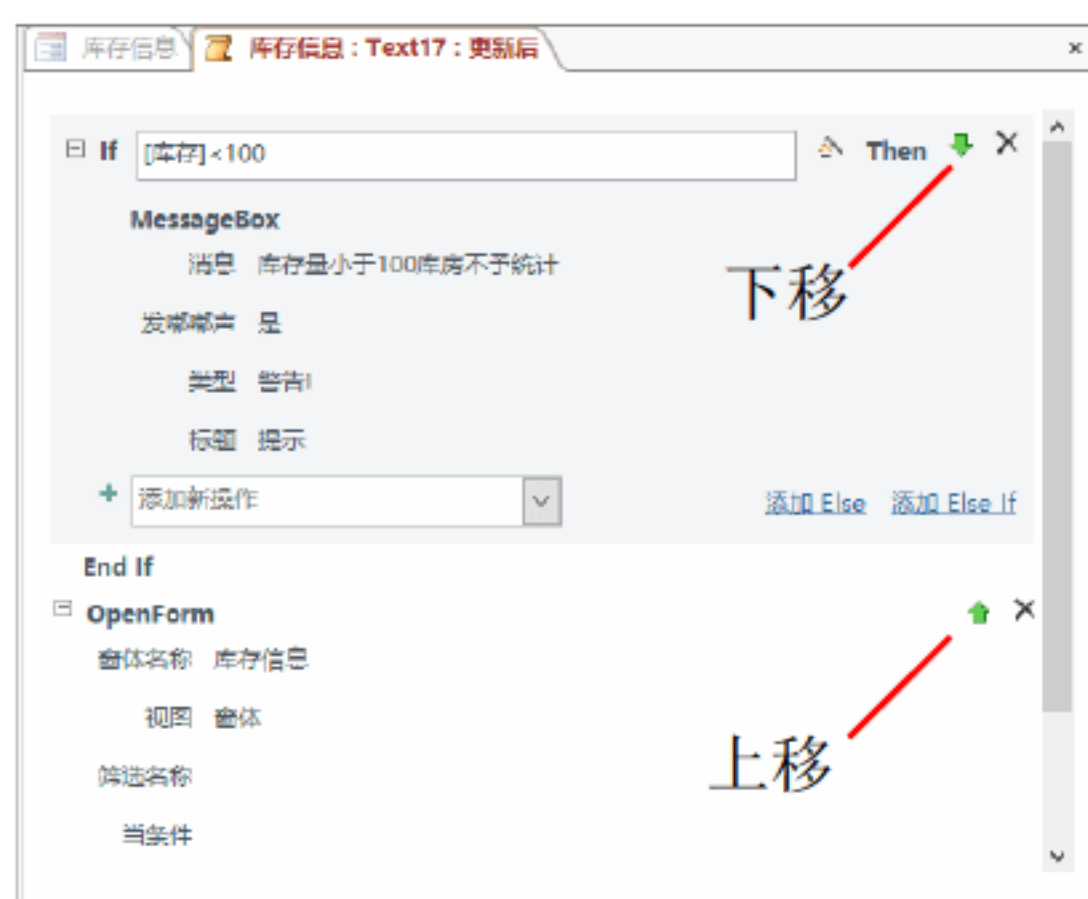 库存信息 库存信息 : Text17 : 更新后
If [库存]<100 Then
MessageBox
消息 库存量小于100库房不予统计
下移
发嘟嘟声 是
类型 警告!
标题 提示
添加新操作 添加 Else 添加 Else If
End If
OpenForm
窗体名称 库存信息
视图 窗体
上移
筛选名称
当条件